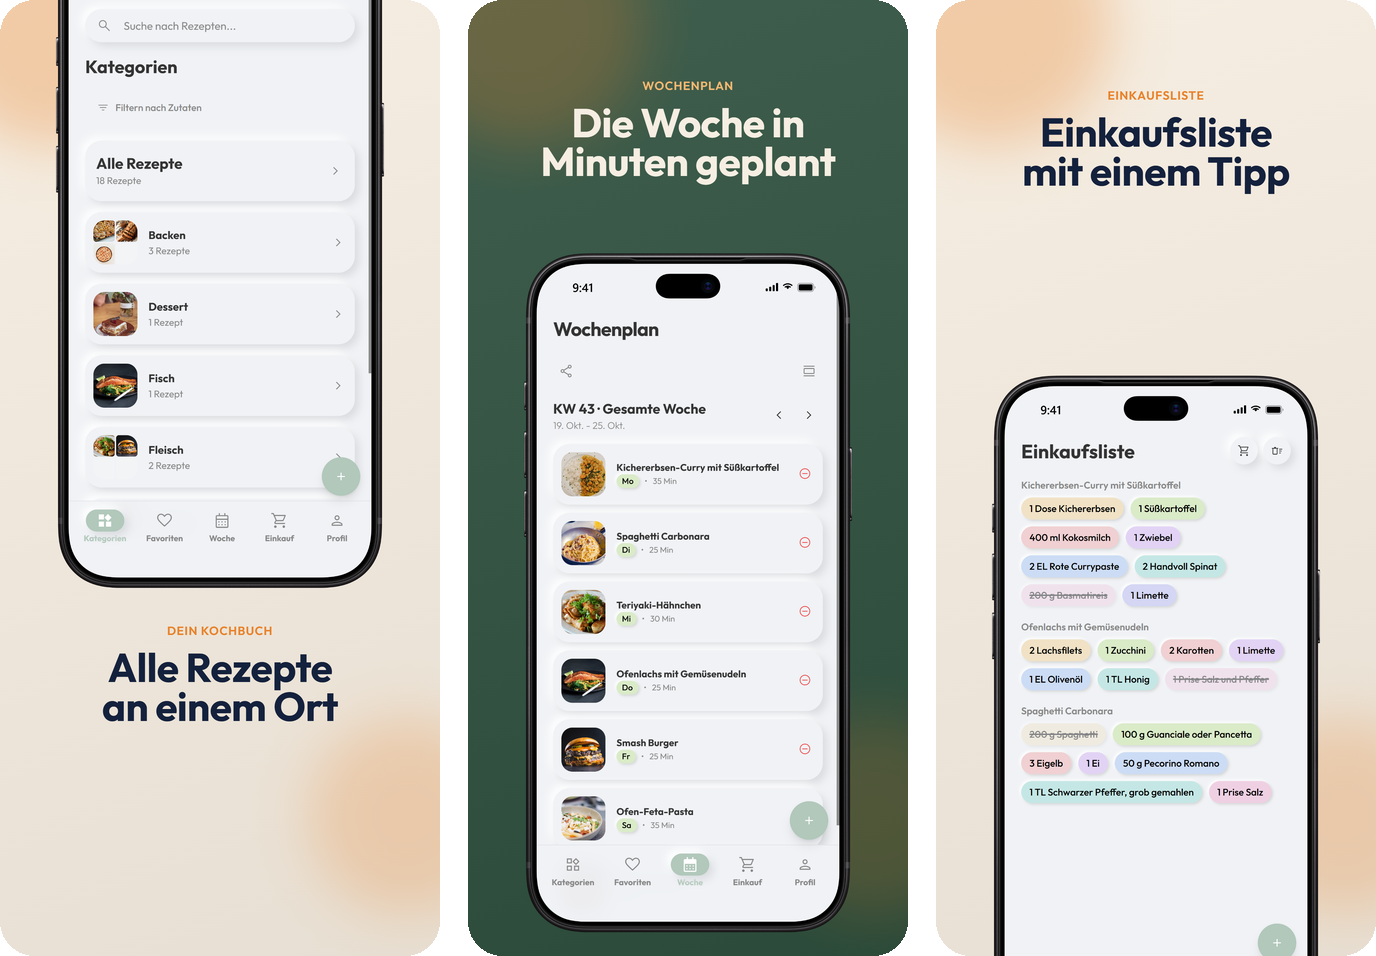 Suche nach Rezepten...
Kategorien
Filtern nach Zutaten
Alle Rezepte
18 Rezepte
Backen
3 Rezepte
Dessert
1 Rezept
Fisch
1 Rezept
Fleisch
2 Rezepte
+
Kategorien Favoriten Woche Einkauf Profil
DEIN KOCHBUCH
Alle Rezepte
an einem Ort
WOCHENPLAN
Die Woche in
Minuten geplant
9:41
Wochenplan
KW 43 · Gesamte Woche
19. Okt. - 25. Okt.
Kichererbsen-Curry mit Süßkartoffel
Mo • 35 Min
Spaghetti Carbonara
Di • 25 Min
Teriyaki-Hähnchen
Mi • 30 Min
Ofenlachs mit Gemüsenudeln
Do • 25 Min
Smash Burger
Fr • 25 Min
Ofen-Feta-Pasta
Sa • 35 Min
+
Kategorien Favoriten Woche Einkauf Profil
EINKAUFSLISTE
Einkaufsliste
mit einem Tipp
9:41
Einkaufsliste
Kichererbsen-Curry mit Süßkartoffel
1 Dose Kichererbsen 1 Süßkartoffel
400 ml Kokosmilch 1 Zwiebel
2 EL Rote Currypaste 2 Handvoll Spinat
200 g Basmatireis 1 Limette
Ofenlachs mit Gemüsenudeln
2 Lachsfilets 1 Zucchini 2 Karotten 1 Limette
1 EL Olivenöl 1 TL Honig 1 Prise Salz und Pfeffer
Spaghetti Carbonara
200 g Spaghetti 100 g Guanciale oder Pancetta
3 Eigelb 1 Ei 50 g Pecorino Romano
1 TL Schwarzer Pfeffer, grob gemahlen 1 Prise Salz
+